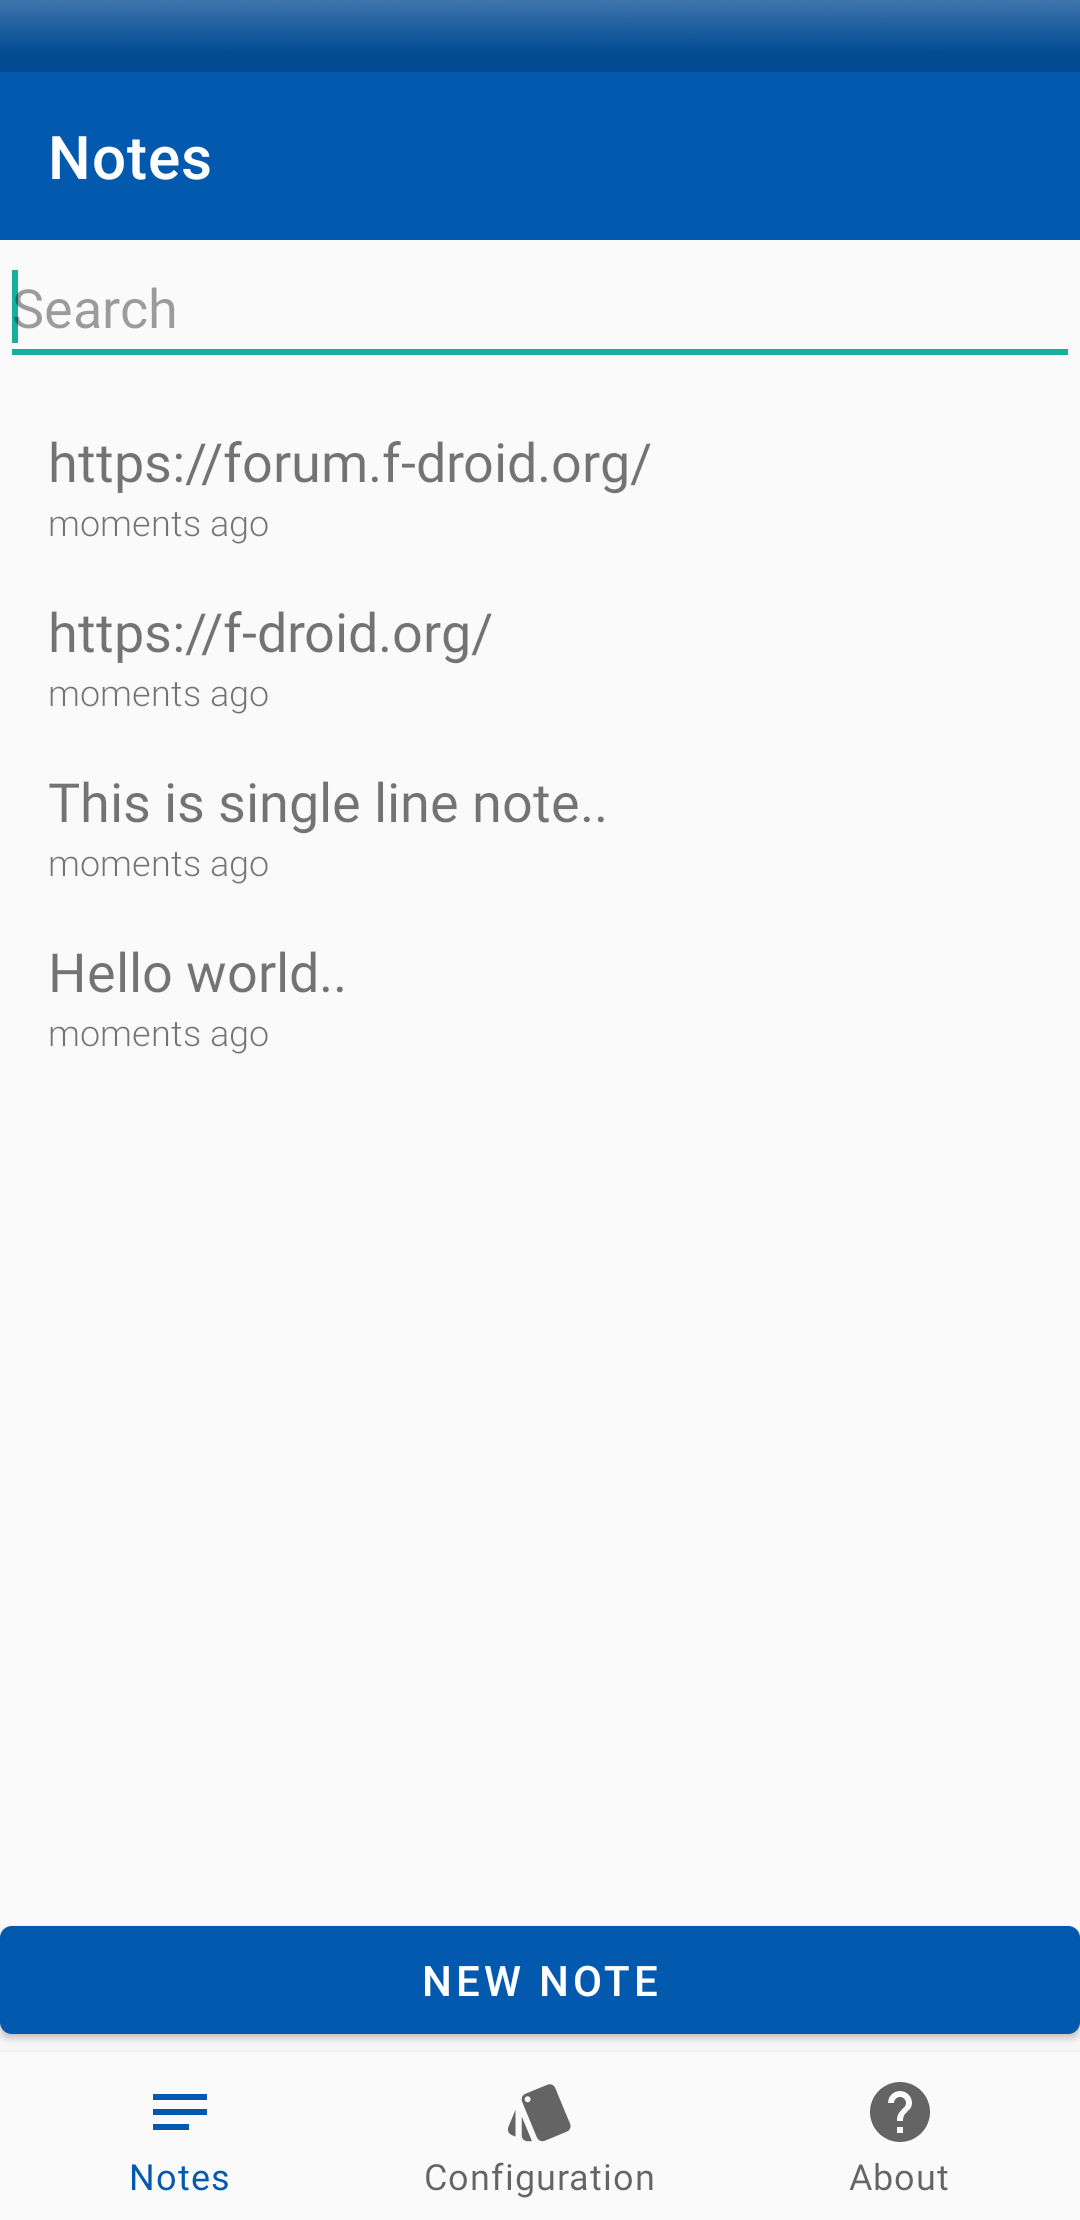 Notes
Search
https://forum.f-droid.org/
moments ago
https://f-droid.org/
moments ago
This is single line note..
moments ago
Hello world..
moments ago
NEW NOTE
Notes
Configuration
About